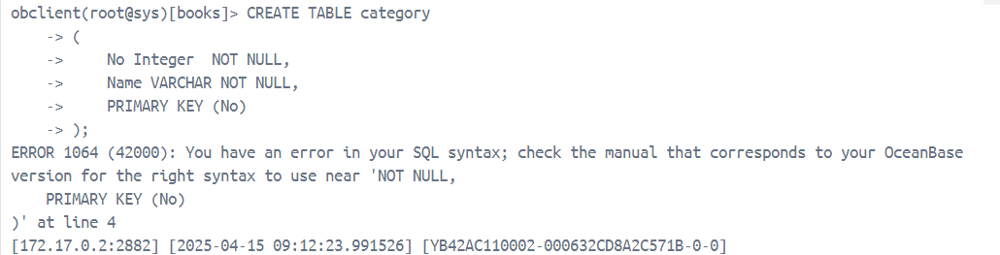 obclient(root@sys)[books]> CREATE TABLE category
    -> (
    ->     No Integer  NOT NULL,
    ->     Name VARCHAR NOT NULL,
    ->     PRIMARY KEY (No)
    -> );
ERROR 1064 (42000): You have an error in your SQL syntax; check the manual that corresponds to your OceanBase
version for the right syntax to use near 'NOT NULL,
    PRIMARY KEY (No)
)' at line 4
[172.17.0.2:2882] [2025-04-15 09:12:23.991526] [YB42AC110002-000632CD8A2C571B-0-0]